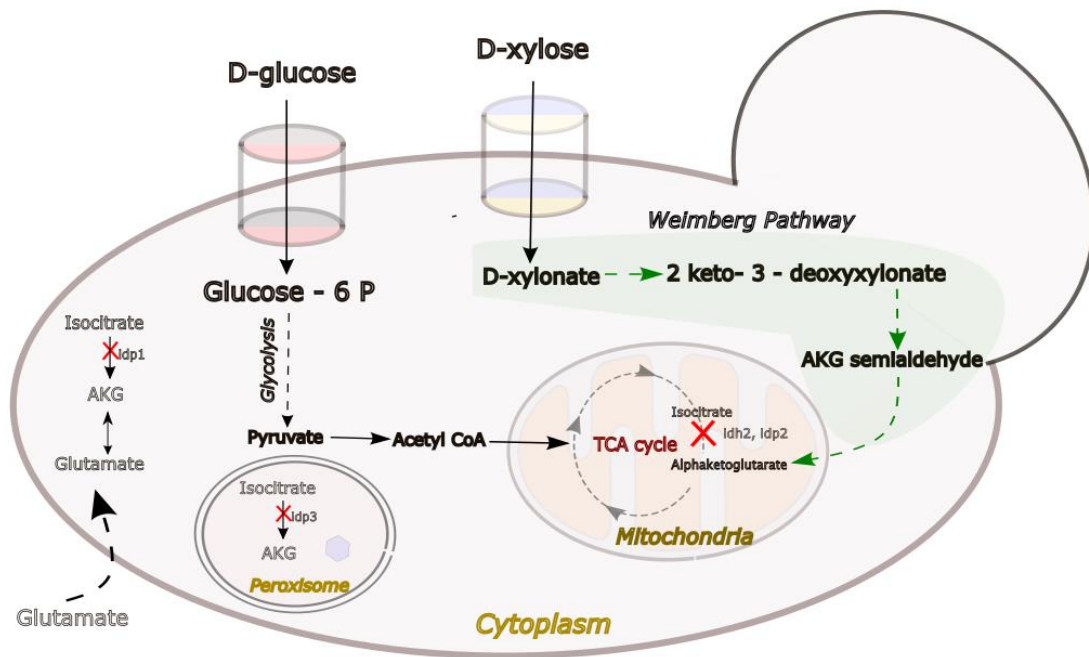 D-xylose
D-glucose
Weimberg Pathway
D-xylonate
2 keto- 3 - deoxyxylonate
Glucose - 6 P
Isocitrate
Idp1
AKG
Glutamate
Glycolysis
AKG semialdehyde
Pyruvate
Acetyl CoA
TCA cycle
Isocitrate
Idh2, Idp2
Alphaketoglutarate
Mitochondria
Isocitrate
Idp3
AKG
Peroxisome
Glutamate
Cytoplasm